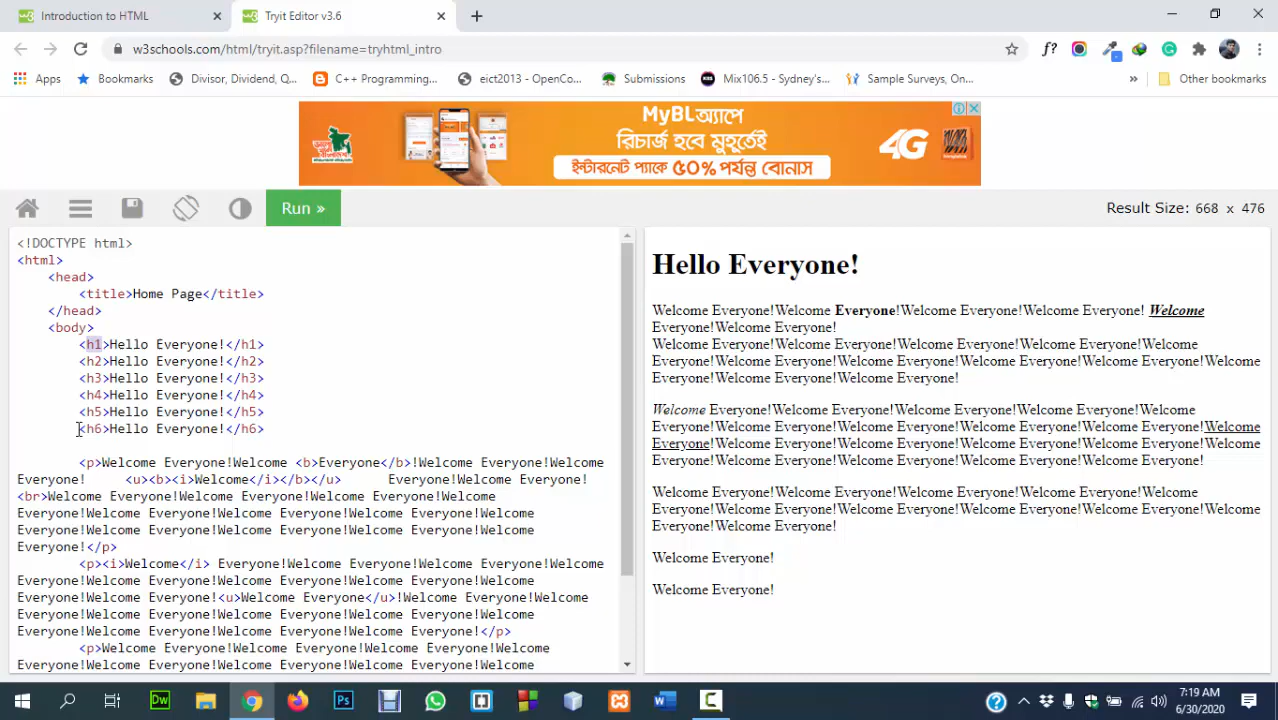 Introduction to HTML
Tryit Editor v3.6
w3schools.com/html/tryit.asp?filename=tryhtml_intro
f?
Apps
Bookmarks
Divisor, Dividend, Q...
C++ Programming...
eict2013 - OpenCo...
Submissions
Mix106.5 - Sydney's...
Sample Surveys, On...
»
Other bookmarks
MyBL অ্যাপে
রিচার্জ হবে মুহূর্তেই
ইন্টারনেট প্যাকে ৫০% পর্যন্ত বোনাস
4G
Run »
Result Size: 668 x 476
<!DOCTYPE html>
<html>
<head>
<title>Home Page</title>
</head>
<body>
<h1>Hello Everyone!</h1>
<h2>Hello Everyone!</h2>
<h3>Hello Everyone!</h3>
<h4>Hello Everyone!</h4>
<h5>Hello Everyone!</h5>
<h6>Hello Everyone!</h6>
<p>Welcome Everyone!Welcome <b>Everyone</b>!Welcome Everyone!Welcome
Everyone! <u><b><i>Welcome</i></b></u> Everyone!Welcome Everyone!
<br>Welcome Everyone!Welcome Everyone!Welcome Everyone!Welcome
Everyone!Welcome Everyone!Welcome Everyone!Welcome Everyone!Welcome
Everyone!Welcome Everyone!Welcome Everyone!Welcome Everyone!Welcome
Everyone!</p>
<p><i>Welcome</i> Everyone!Welcome Everyone!Welcome Everyone!Welcome
Everyone!Welcome Everyone!Welcome Everyone!Welcome Everyone!Welcome
Everyone!Welcome Everyone!<u>Welcome Everyone</u>!Welcome Everyone!Welcome
Everyone!Welcome Everyone!Welcome Everyone!Welcome Everyone!Welcome
Everyone!Welcome Everyone!Welcome Everyone!Welcome Everyone!</p>
<p>Welcome Everyone!Welcome Everyone!Welcome Everyone!Welcome
Everyone!Welcome Everyone!Welcome Everyone!Welcome Everyone!Welcome
Hello Everyone!
Welcome Everyone!Welcome Everyone!Welcome Everyone!Welcome Everyone! Welcome
Everyone!Welcome Everyone!
Welcome Everyone!Welcome Everyone!Welcome Everyone!Welcome Everyone!Welcome
Everyone!Welcome Everyone!Welcome Everyone!Welcome Everyone!Welcome Everyone!Welcome
Everyone!Welcome Everyone!Welcome Everyone!
Welcome Everyone!Welcome Everyone!Welcome Everyone!Welcome
Everyone!Welcome Everyone!Welcome Everyone!Welcome Everyone!Welcome Everyone!Welcome
Everyone!Welcome Everyone!Welcome Everyone!Welcome Everyone!Welcome Everyone!Welcome
Everyone!Welcome Everyone!Welcome Everyone!Welcome Everyone!Welcome Everyone!
Welcome Everyone!Welcome Everyone!Welcome Everyone!Welcome Everyone!Welcome
Everyone!Welcome Everyone!Welcome Everyone!Welcome Everyone!Welcome Everyone!Welcome
Everyone!Welcome Everyone!
Welcome Everyone!
Welcome Everyone!
Dw
Ps
W
C
7:19 AM
6/30/2020